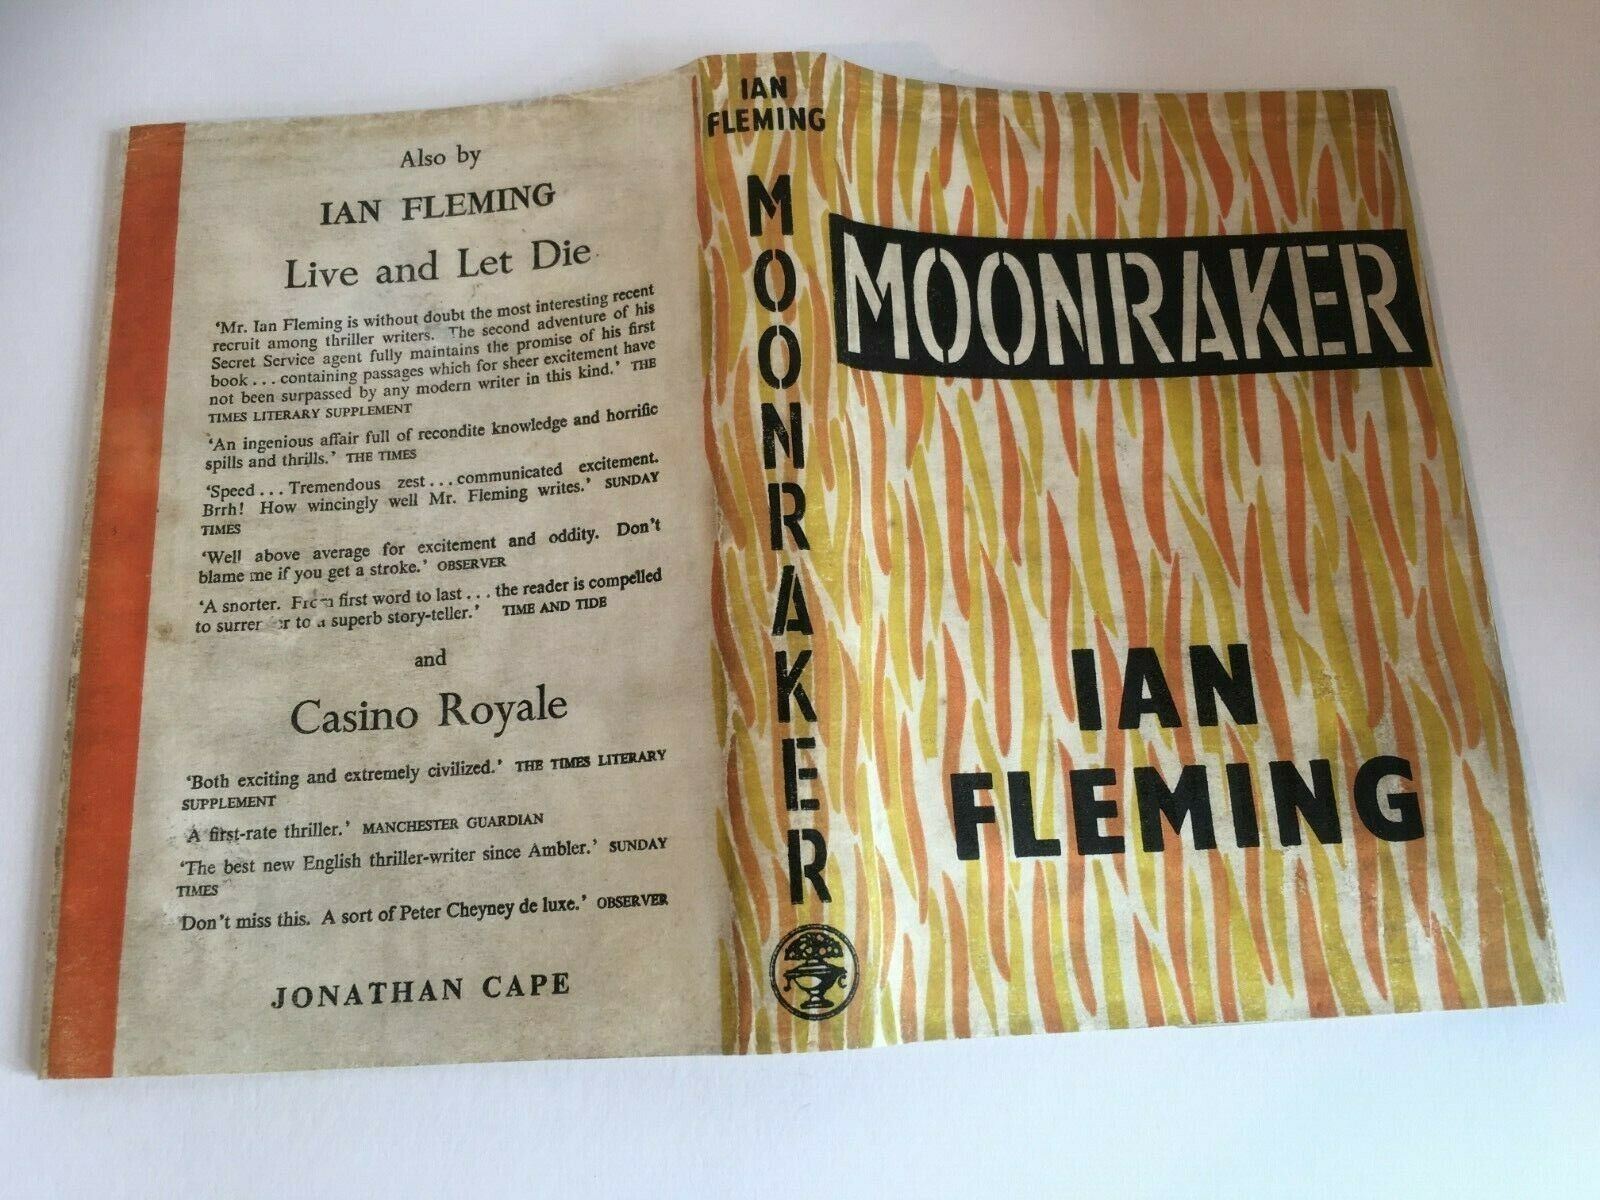 Also by
IAN FLEMING
Live and Let Die
‘Mr. Ian Fleming is without doubt the most interesting recent
recruit among thriller writers. The second adventure of his
Secret Service agent fully maintains the promise of his first
book . . . containing passages which for sheer excitement have
not been surpassed by any modern writer in this kind.’ THE
TIMES LITERARY SUPPLEMENT
‘An ingenious affair full of recondite knowledge and horrific
spills and thrills.’ THE TIMES
‘Speed . . . Tremendous zest . . . communicated excitement.
Brrh! How wincingly well Mr. Fleming writes.’ SUNDAY
TIMES
‘Well above average for excitement and oddity. Don’t
blame me if you get a stroke.’ OBSERVER
‘A snorter. From first word to last . . . the reader is compelled
to surrender to a superb story-teller.’ TIME AND TIDE
and
Casino Royale
‘Both exciting and extremely civilized.’ THE TIMES LITERARY
SUPPLEMENT
A first-rate thriller.’ MANCHESTER GUARDIAN
‘The best new English thriller-writer since Ambler.’ SUNDAY
TIMES
Don’t miss this. A sort of Peter Cheyney de luxe.’ OBSERVER
JONATHAN CAPE
IAN
FLEMING
MOONRAKER
MOONRAKER
IAN
FLEMING